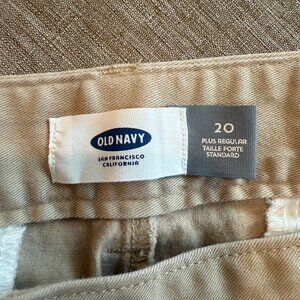 OLD NAVY
SAN FRANCISCO
CALIFORNIA
20
PLUS REGULAR
TAILLE FORTE
STANDARD